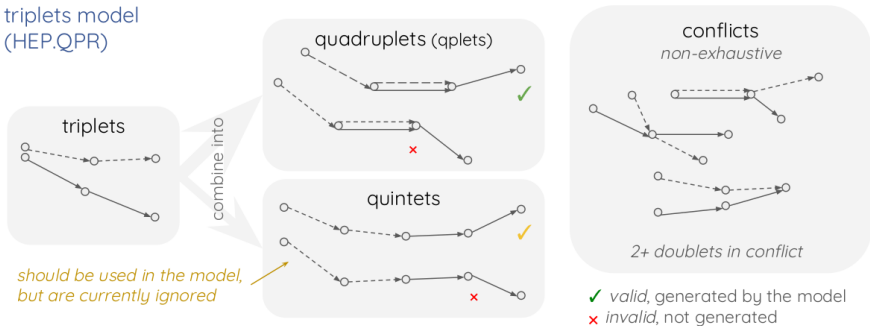 triplets model
(HEP.QPR)
triplets
combine into
quadruplets (qplets)
✓
×
quintets
✓
×
should be used in the model,
but are currently ignored
conflicts
non-exhaustive
2+ doublets in conflict
✓ valid, generated by the model
× invalid, not generated